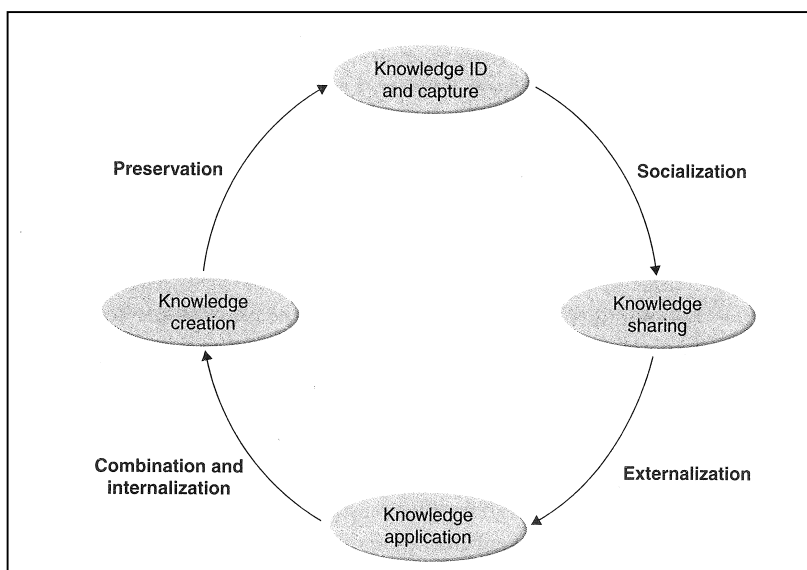 Knowledge ID
and capture
Preservation
Socialization
Knowledge
creation
Knowledge
sharing
Combination and
internalization
Externalization
Knowledge
application